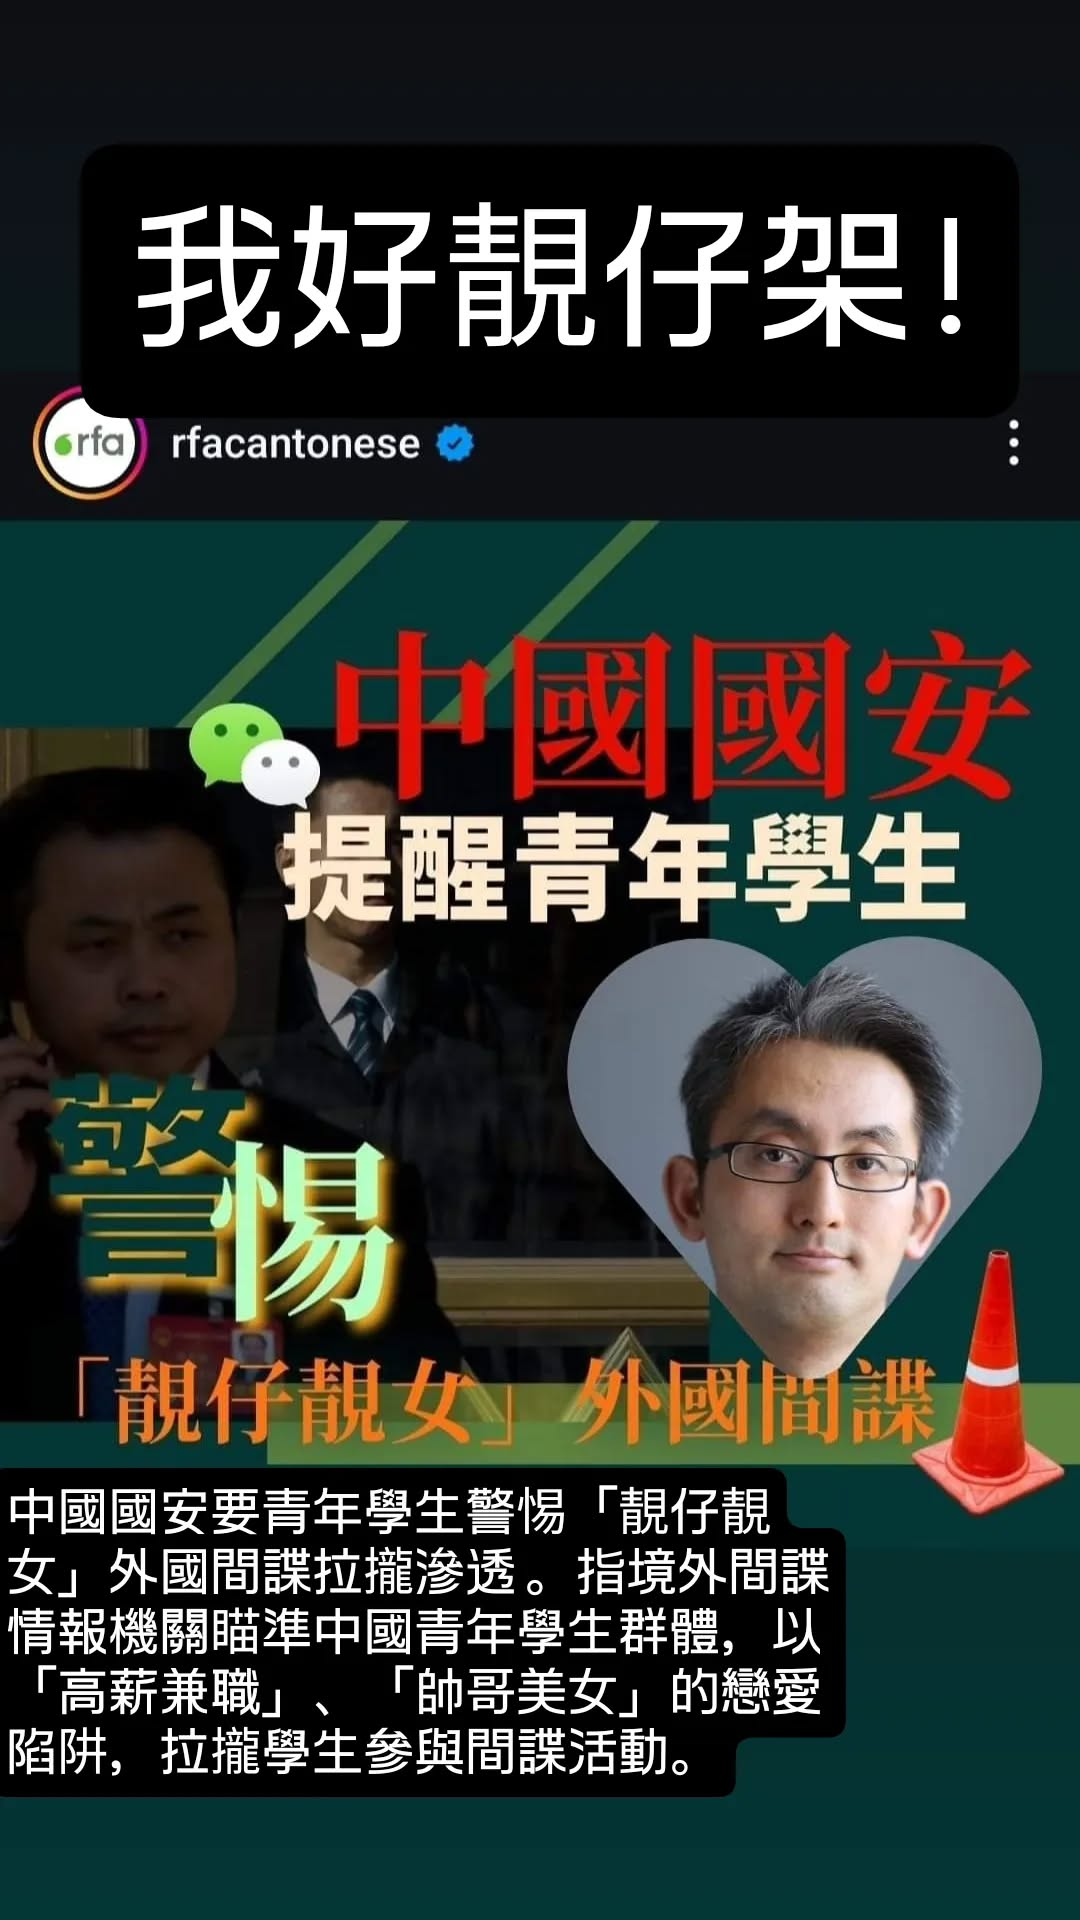 我好靚仔架!
rfa
rfacantonese
中國國安
提醒青年學生
警惕
「靚仔靚女」外國間諜
中國國安要青年學生警惕「靚仔靚
女」外國間諜拉攏滲透。指境外間諜
情報機關瞄準中國青年學生群體，以
「高薪兼職」、「帥哥美女」的戀愛
陷阱，拉攏學生參與間諜活動。